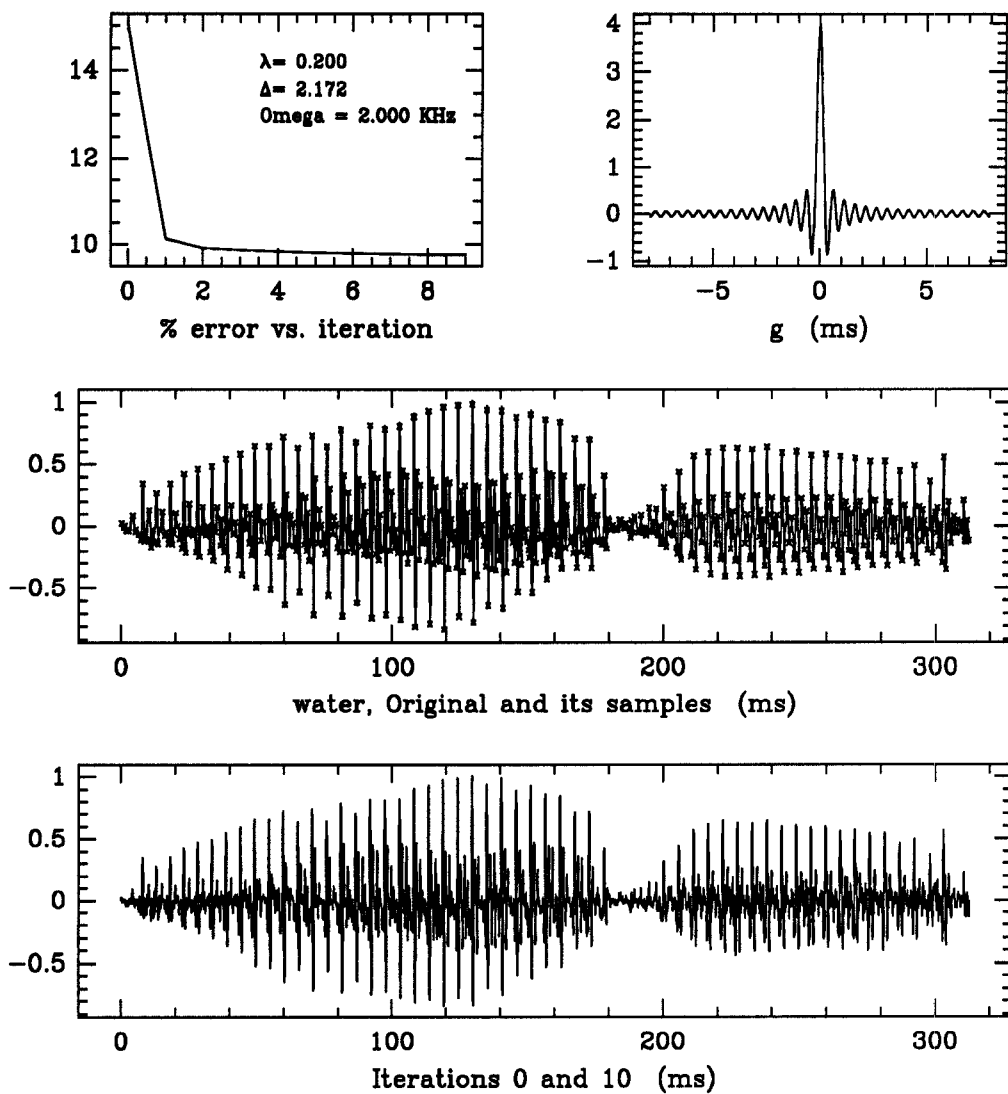 14
12
10
λ= 0.200
Δ= 2.172
Omega = 2.000 KHz
0 2 4 6 8
% error vs. iteration
4
3
2
1
0
−1
−5 0 5
g (ms)
1
0.5
0
−0.5
0 100 200 300
water, Original and its samples (ms)
1
0.5
0
−0.5
0 100 200 300
Iterations 0 and 10 (ms)